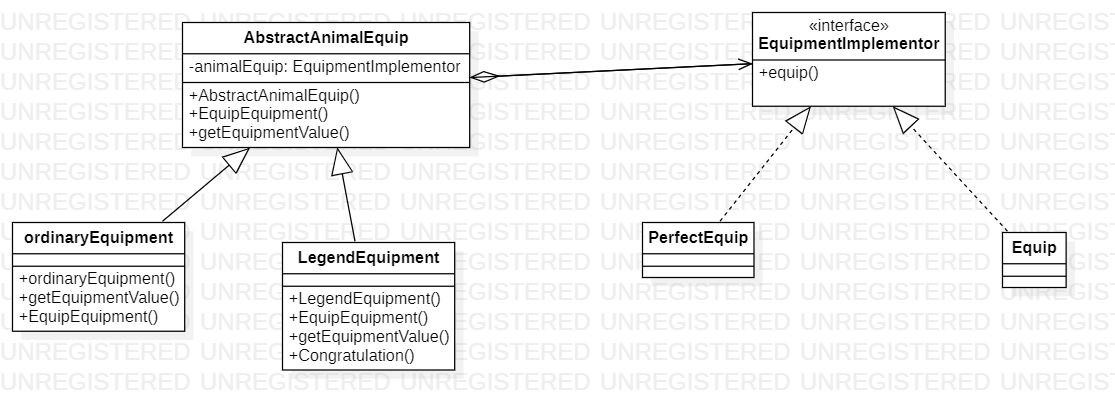 UNREGISTERED UNREGISTERED UNREGISTERED UNREGISTERED UNREGISTERED UNREGIS
AbstractAnimalEquip
-animalEquip: EquipmentImplementor
+AbstractAnimalEquip()
+EquipEquipment()
+getEquipmentValue()
«interface»
EquipmentImplementor
+equip()
ordinaryEquipment
+ordinaryEquipment()
+getEquipmentValue()
+EquipEquipment()
LegendEquipment
+LegendEquipment()
+EquipEquipment()
+getEquipmentValue()
+Congratulation()
PerfectEquip
Equip